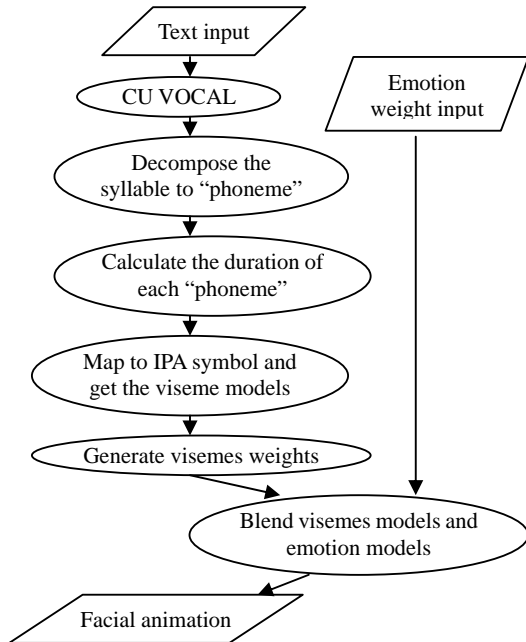 Text input
CU VOCAL
Emotion
weight input
Decompose the
syllable to “phoneme”
Calculate the duration of
each “phoneme”
Map to IPA symbol and
get the viseme models
Generate visemes weights
Blend visemes models and
emotion models
Facial animation